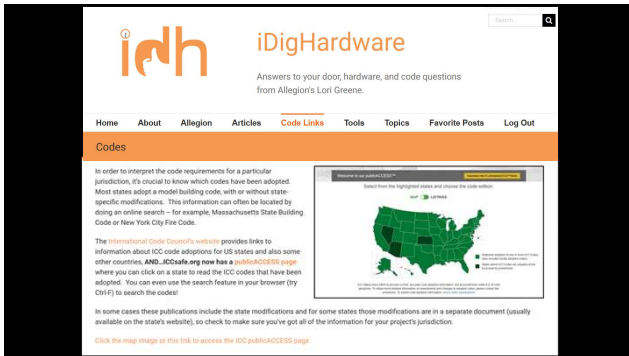 Search...
idh
iDigHardware
Answers to your door, hardware, and code questions
from Allegion's Lori Greene.
Home About Allegion Articles Code Links Tools Topics Favorite Posts Log Out
Codes
In order to interpret the code requirements for a particular
jurisdiction, it's crucial to know which codes have been adopted.
Most states adopt a model building code, with or without state-
specific modifications. This information can often be located by
doing an online search – for example, Massachusetts State Building
Code or New York City Fire Code.
The International Code Council's website provides links to
information about ICC code adoptions for US states and also some
other countries, AND...ICCsafe.org now has a publicACCESS page
where you can click on a state to read the ICC codes that have been
adopted. You can even use the search feature in your browser (try
Ctrl-F) to search the codes!
Welcome to our publicACCESS™
Select from the highlighted states and choose the code edition:
MAP LISTINGS
In some cases these publications include the state modifications and for some states those modifications are in a separate document (usually
available on the state's website), so check to make sure you've got all of the information for your project's jurisdiction.
Click the map image or this link to access the ICC publicACCESS page